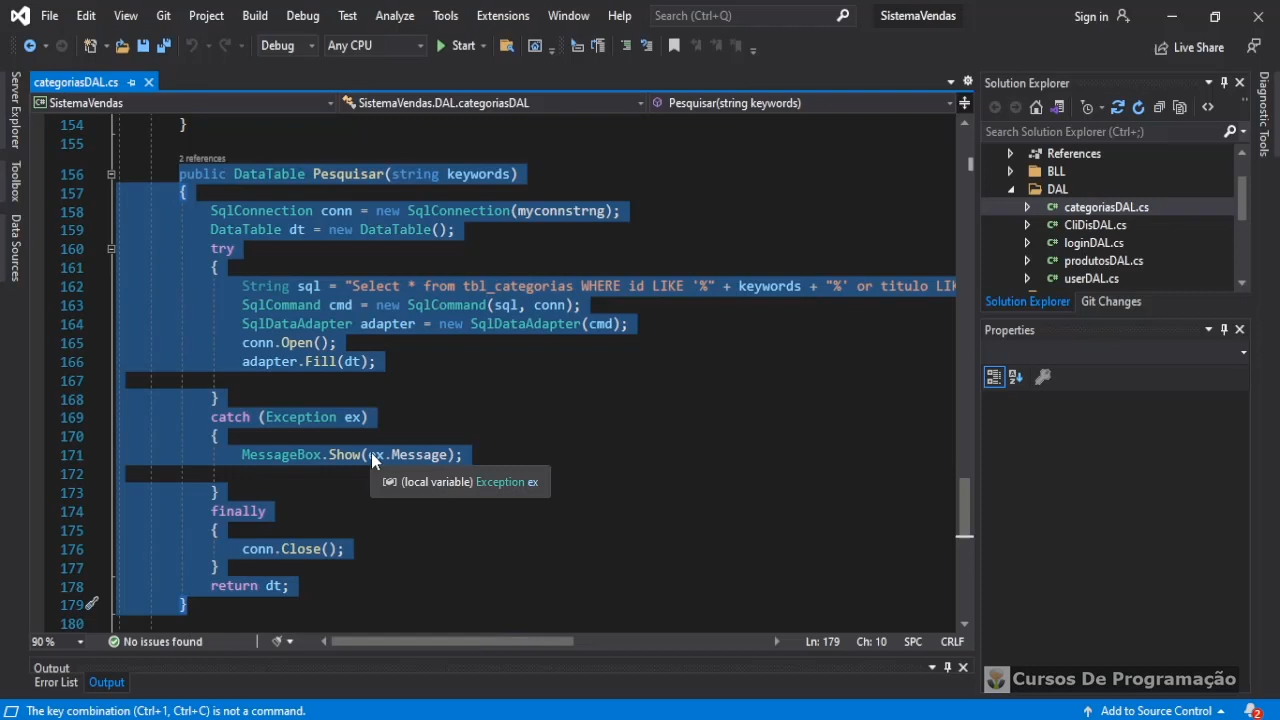 File Edit View Git Project Build Debug Test Analyze Tools Extensions Window Help Search (Ctrl+Q) SistemaVendas Sign in
Debug Any CPU Start Live Share
Server Explorer
Toolbox
Data Sources
categoriasDAL.cs
SistemaVendas SistemaVendas.DAL.categoriasDAL Pesquisar(string keywords)
154 }
155
2 references
156 public DataTable Pesquisar(string keywords)
157 {
158 SqlConnection conn = new SqlConnection(myconnstrng);
159 DataTable dt = new DataTable();
160 try
161 {
162 String sql = "Select * from tbl_categorias WHERE id LIKE '%" + keywords + "%' or titulo LIK
163 SqlCommand cmd = new SqlCommand(sql, conn);
164 SqlDataAdapter adapter = new SqlDataAdapter(cmd);
165 conn.Open();
166 adapter.Fill(dt);
167
168 }
169 catch (Exception ex)
170 {
171 MessageBox.Show(ex.Message);
172
(local variable) Exception ex
173 }
174 finally
175 {
176 conn.Close();
177 }
178 return dt;
179 }
180
90 % No issues found Ln: 179 Ch: 10 SPC CRLF
Output
Error List Output
Solution Explorer
Search Solution Explorer (Ctrl+;)
References
BLL
DAL
categoriasDAL.cs
CliDisDAL.cs
loginDAL.cs
produtosDAL.cs
userDAL.cs
Solution Explorer Git Changes
Properties
Diagnostic Tools
Cursos De Programação
The key combination (Ctrl+1, Ctrl+C) is not a command. Add to Source Control 2